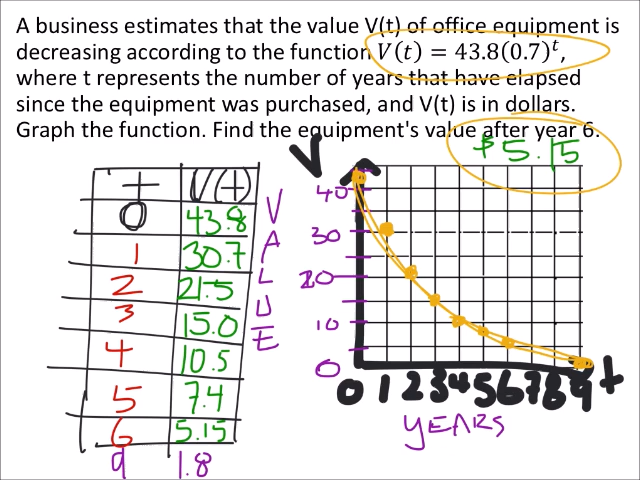 A business estimates that the value V(t) of office equipment is
decreasing according to the function V(t) = 43.8(0.7)^t,
where t represents the number of years that have elapsed
since the equipment was purchased, and V(t) is in dollars.
Graph the function. Find the equipment's value after year 6.
$5.15
t V(t)
0 43.8
1 30.7
2 21.5
3 15.0
4 10.5
5 7.4
6 5.15
9 1.8
VALUE
V
40
30
20
10
0
0 1 2 3 4 5 6 7 8 9 t
YEARS